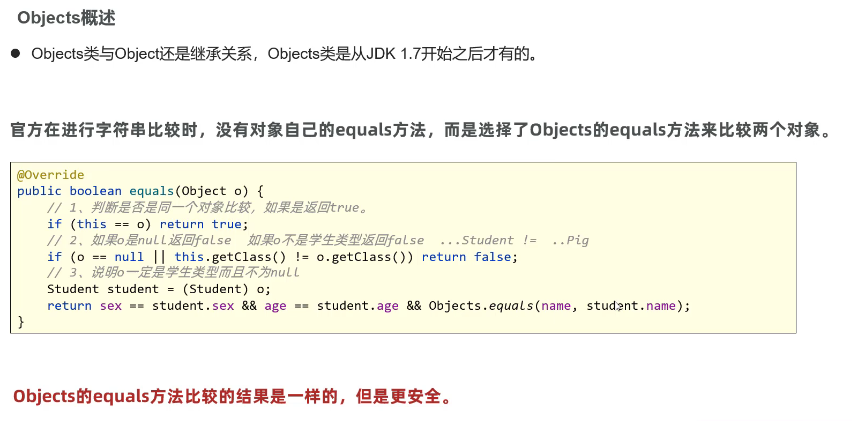 Objects概述
● Objects类与Object还是继承关系，Objects类是从JDK 1.7开始之后才有的。
官方在进行字符串比较时，没有对象自己的equals方法，而是选择了Objects的equals方法来比较两个对象。
@Override
public boolean equals(Object o) {
    // 1、判断是否是同一个对象比较，如果是返回true。
    if (this == o) return true;
    // 2、如果o是null返回false  如果o不是学生类型返回false  ...Student !=  ..Pig
    if (o == null || this.getClass() != o.getClass()) return false;
    // 3、说明o一定是学生类型而且不为null
    Student student = (Student) o;
    return sex == student.sex && age == student.age && Objects.equals(name, student.name);
}
Objects的equals方法比较的结果是一样的，但是更安全。